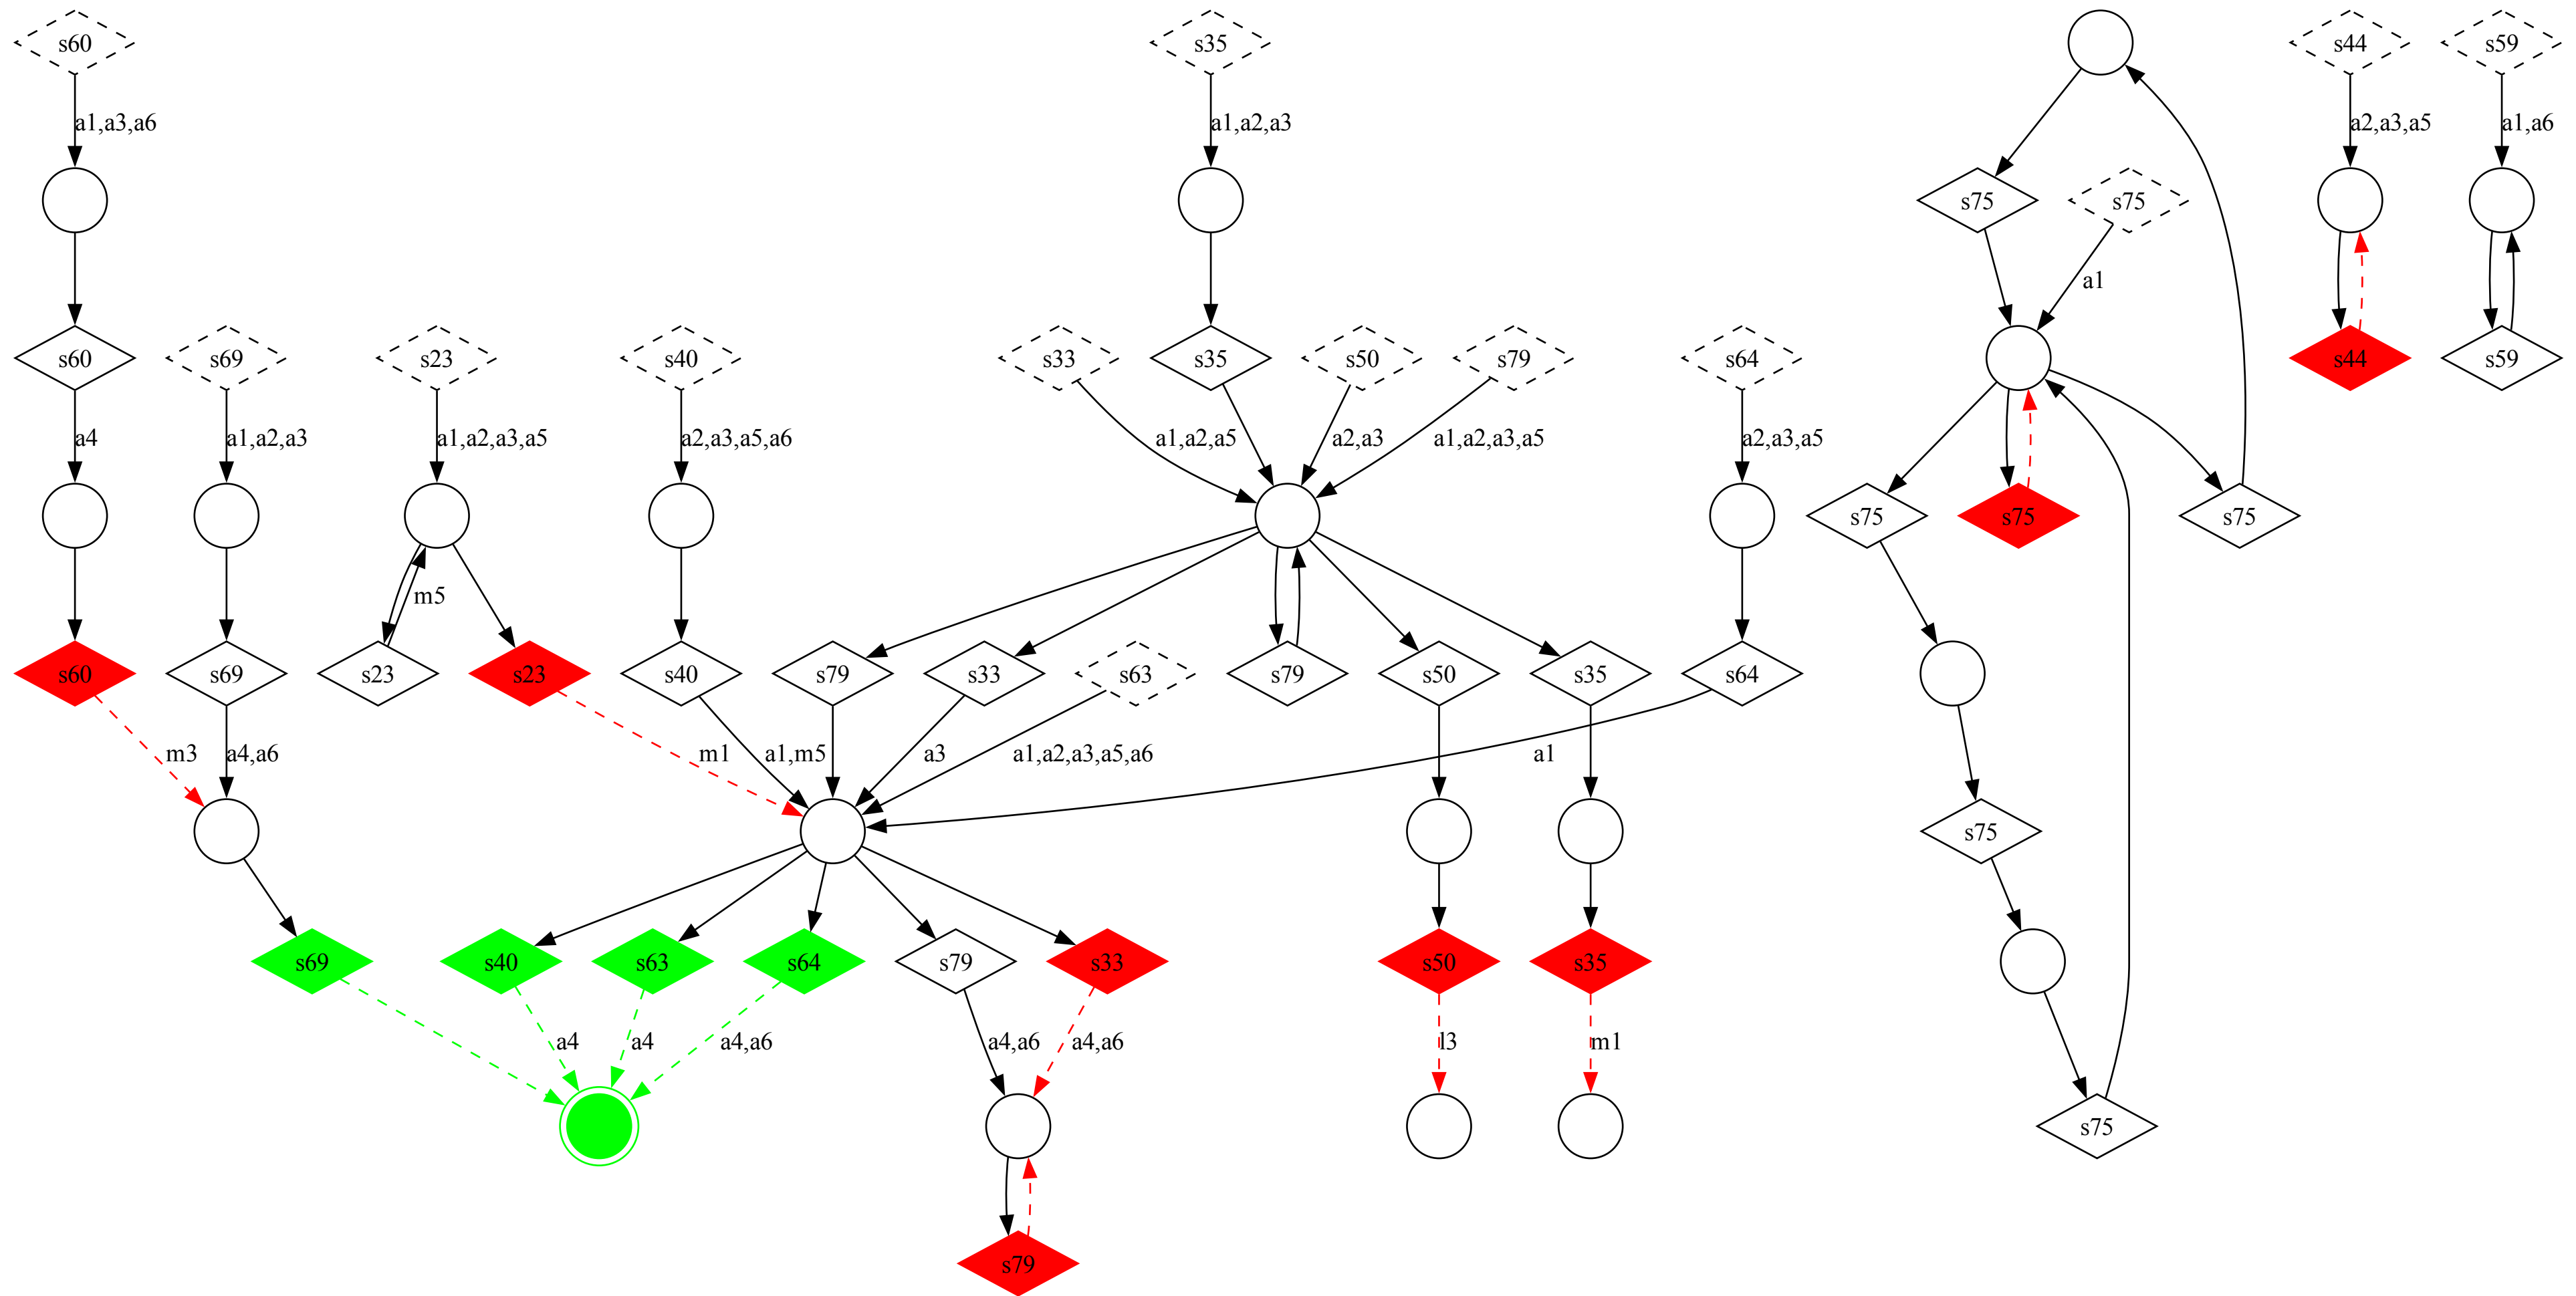 s60
s35
s44
s59
a1,a3,a6
a1,a2,a3
a2,a3,a5
a1,a6
s75
s75
a1
s60
s69
s23
s40
s33
s35
s50
s79
s64
s44
s59
a4
a1,a2,a3
a1,a2,a3,a5
a2,a3,a5,a6
a1,a2,a5
a2,a3
a1,a2,a3,a5
a2,a3,a5
s75
s75
s75
m5
s60
s69
s23
s23
s40
s79
s33
s63
s79
s50
s35
s64
m3
a4,a6
m1
a1,m5
a3
a1,a2,a3,a5,a6
a1
s75
s69
s40
s63
s64
s79
s33
s50
s35
a4
a4
a4,a6
a4,a6
a4,a6
l3
m1
s75
s79